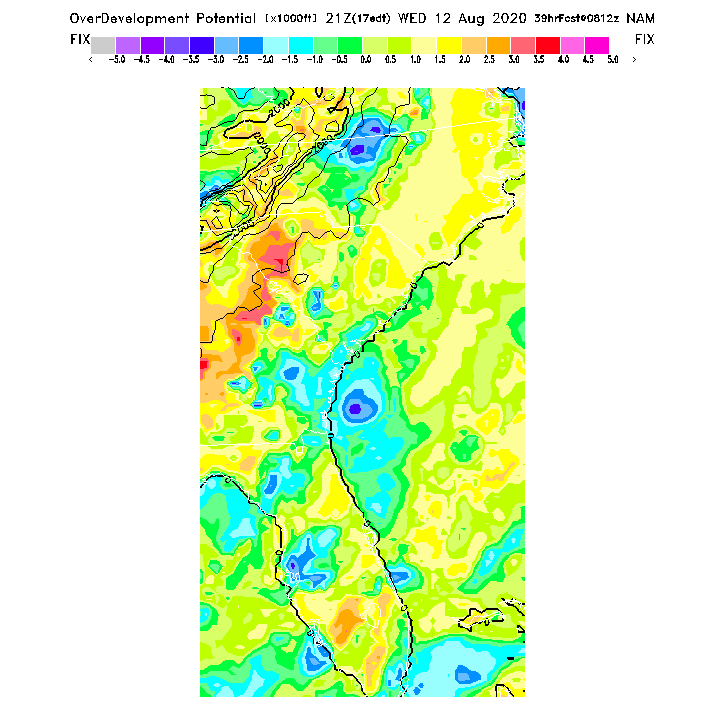 OverDevelopment Potential [x1000ft] 21Z(17edt) WED 12 Aug 2020 39hrFcst@0812z NAM
FIX FIX
< -5.0 -4.5 -4.0 -3.5 -3.0 -2.5 -2.0 -1.5 -1.0 -0.5 0.0 0.5 1.0 1.5 2.0 2.5 3.0 3.5 4.0 4.5 5.0 >
2000